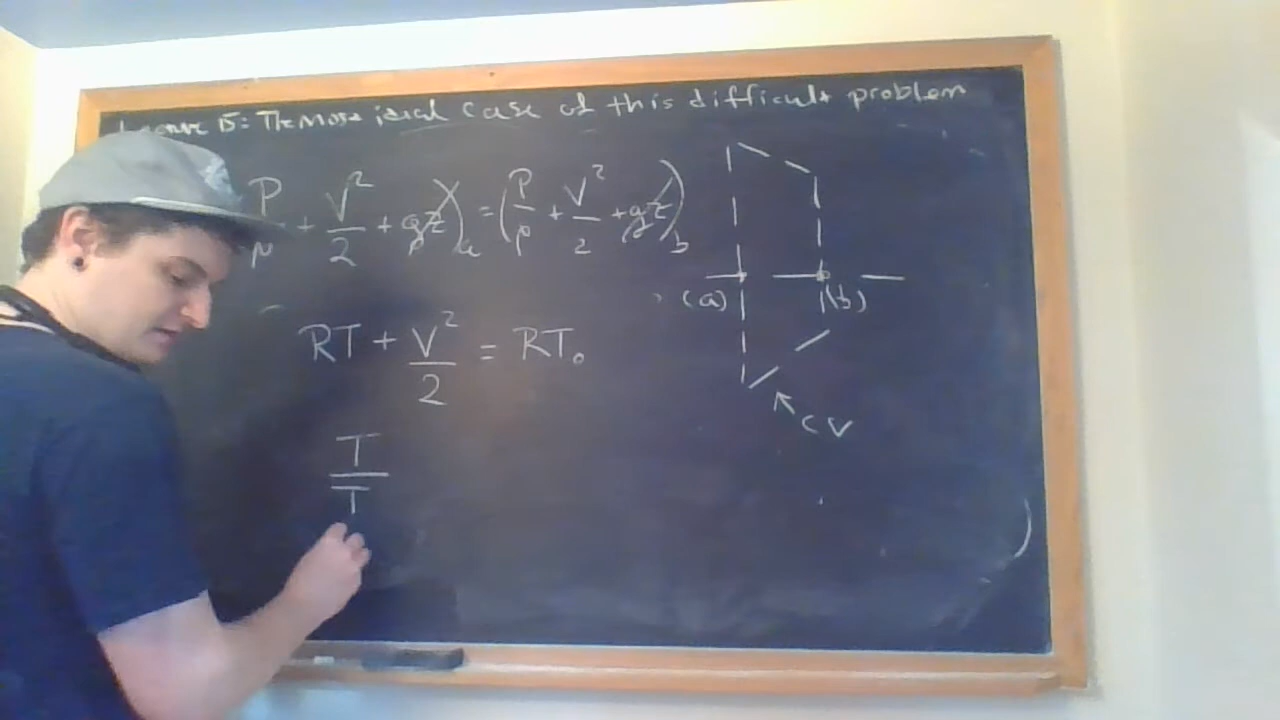 15: The most ideal case of this difficult problem
P/ρ + V²/2 + gz)a = (P/ρ + V²/2 + gz)b
(a) (b)
RT + V²/2 = RT₀
CV
T/T